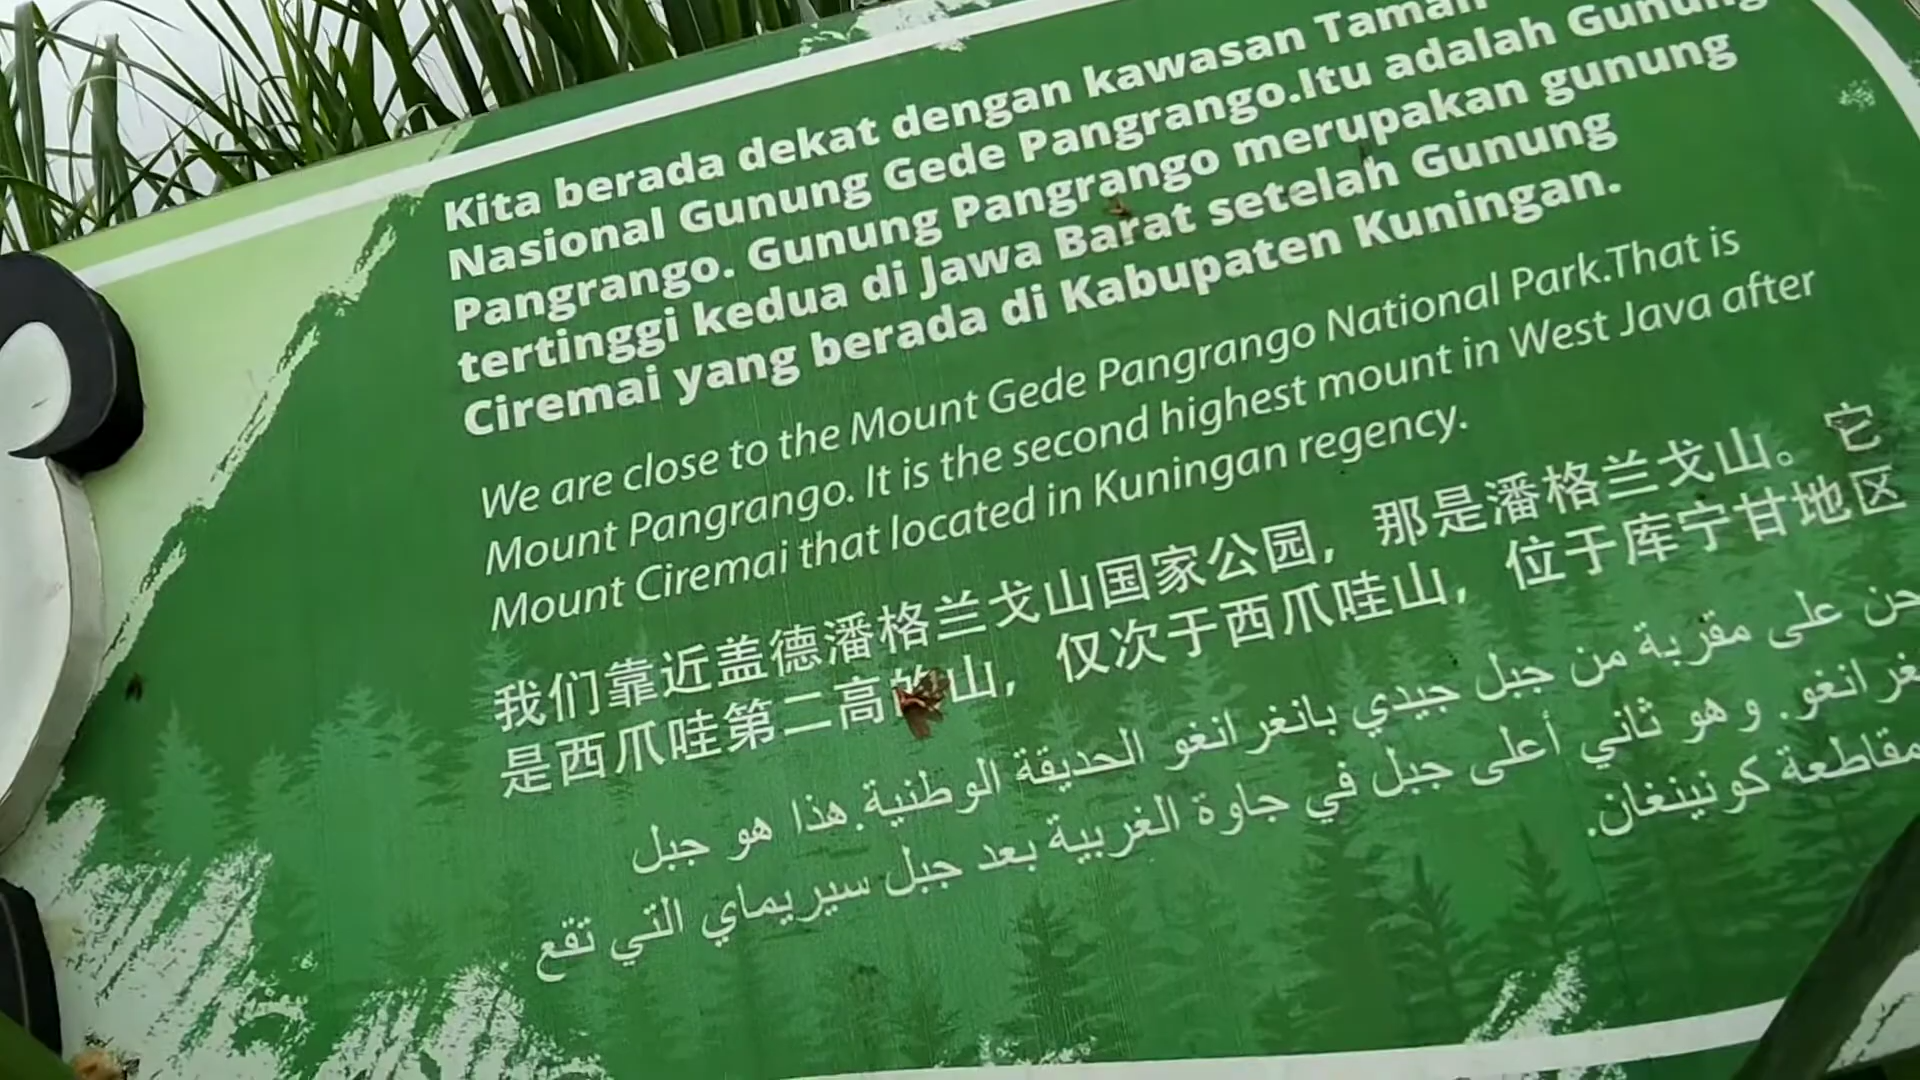 Kita berada dekat dengan kawasan Taman
Nasional Gunung Gede Pangrango.Itu adalah Gunung
Pangrango. Gunung Pangrango merupakan gunung
tertinggi kedua di Jawa Barat setelah Gunung
Ciremai yang berada di Kabupaten Kuningan.
We are close to the Mount Gede Pangrango National Park.That is
Mount Pangrango. It is the second highest mount in West Java after
Mount Ciremai that located in Kuningan regency.
我们靠近盖德潘格兰戈山国家公园，那是潘格兰戈山。它
是西爪哇第二高的山，仅次于西爪哇山，位于库宁甘地区
على مقربة من جبل جيدي بانغرانغو الحديقة الوطنية.هذا هو جبل
و هو ثاني أعلى جبل في جاوة الغربية بعد جبل سيريماي التي تقع
مقاطعة كونينغان.